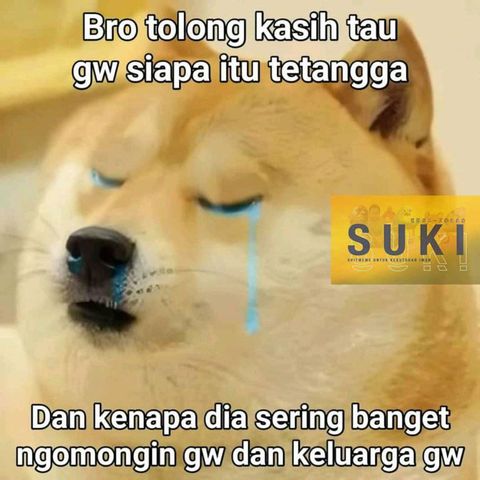 Bro tolong kasih tau
gw siapa itu tetangga
SUKI
Dan kenapa dia sering banget
ngomongin gw dan keluarga gw